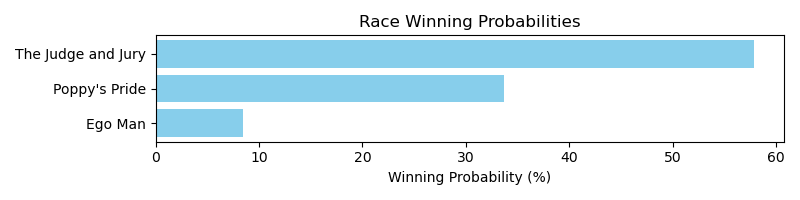 Race Winning Probabilities
The Judge and Jury
Poppy's Pride
Ego Man
0 10 20 30 40 50 60
Winning Probability (%)